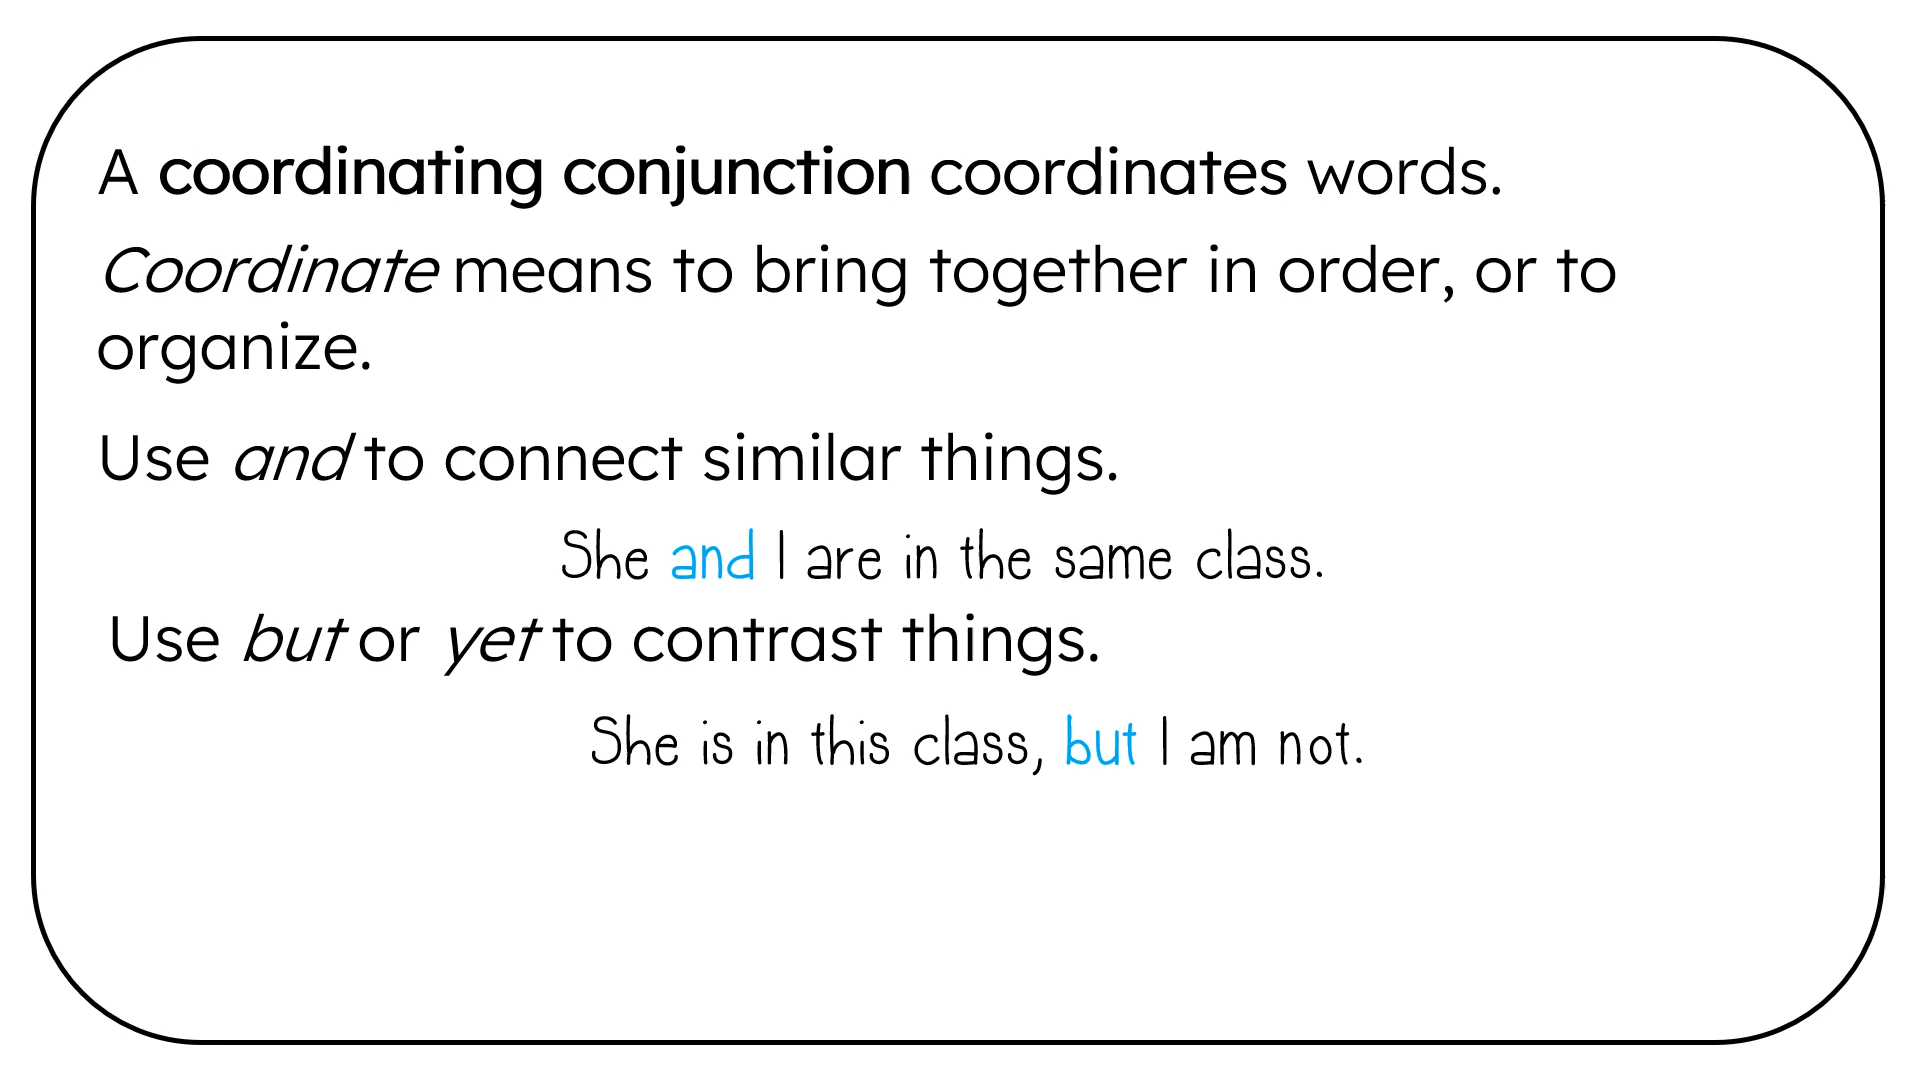 A coordinating conjunction coordinates words.
Coordinate means to bring together in order, or to
organize.
Use and to connect similar things.
She and I are in the same class.
Use but or yet to contrast things.
She is in this class, but I am not.